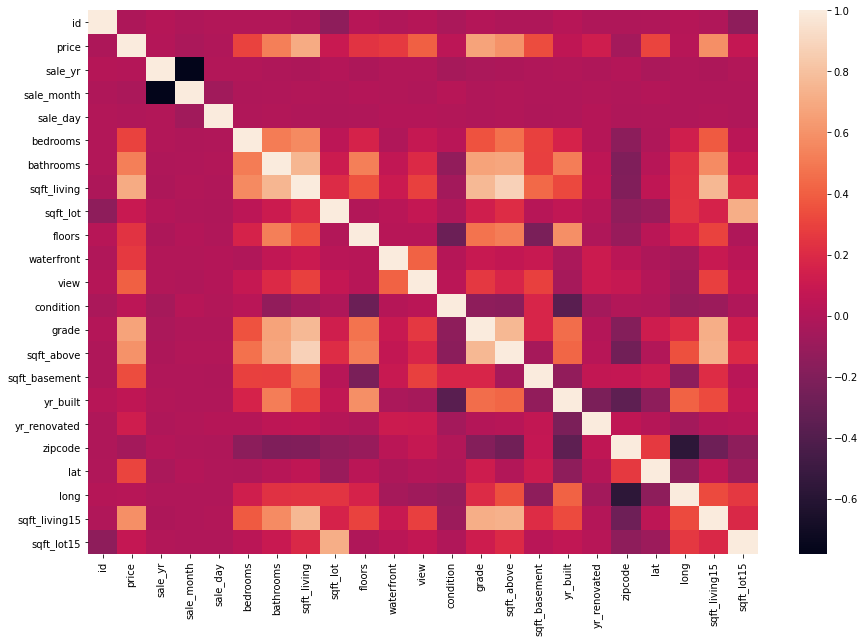 id
price
sale_yr
sale_month
sale_day
bedrooms
bathrooms
sqft_living
sqft_lot
floors
waterfront
view
condition
grade
sqft_above
sqft_basement
yr_built
yr_renovated
zipcode
lat
long
sqft_living15
sqft_lot15
id
price
sale_yr
sale_month
sale_day
bedrooms
bathrooms
sqft_living
sqft_lot
floors
waterfront
view
condition
grade
sqft_above
sqft_basement
yr_built
yr_renovated
zipcode
lat
long
sqft_living15
sqft_lot15
1.0
0.8
0.6
0.4
0.2
0.0
−0.2
−0.4
−0.6